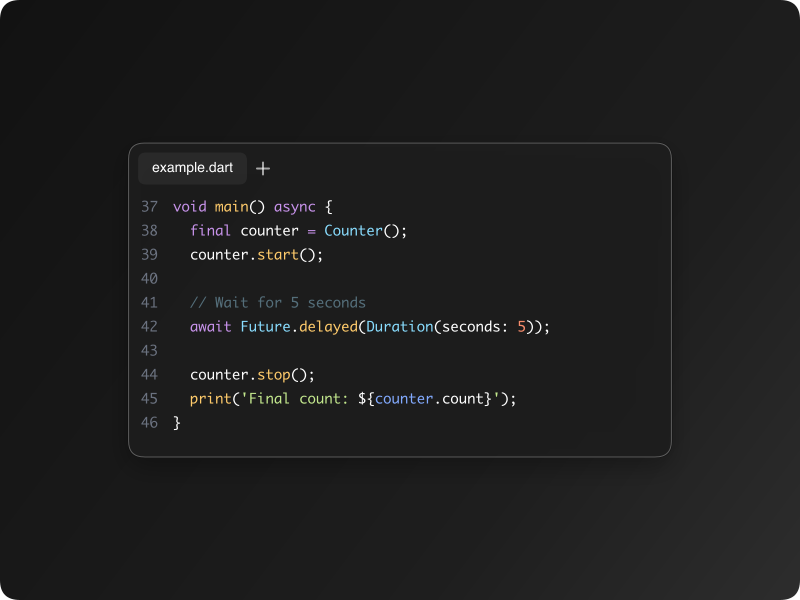 example.dart +
37 void main() async {
38   final counter = Counter();
39   counter.start();
40
41   // Wait for 5 seconds
42   await Future.delayed(Duration(seconds: 5));
43
44   counter.stop();
45   print('Final count: ${counter.count}');
46 }